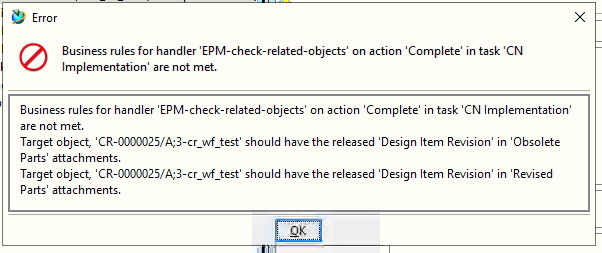 Error
Business rules for handler 'EPM-check-related-objects' on action 'Complete' in task 'CN
Implementation' are not met.
Business rules for handler 'EPM-check-related-objects' on action 'Complete' in task 'CN Implementation'
are not met.
Target object, 'CR-0000025/A;3-cr_wf_test' should have the released 'Design Item Revision' in 'Obsolete
Parts' attachments.
Target object, 'CR-0000025/A;3-cr_wf_test' should have the released 'Design Item Revision' in 'Revised
Parts' attachments.
OK